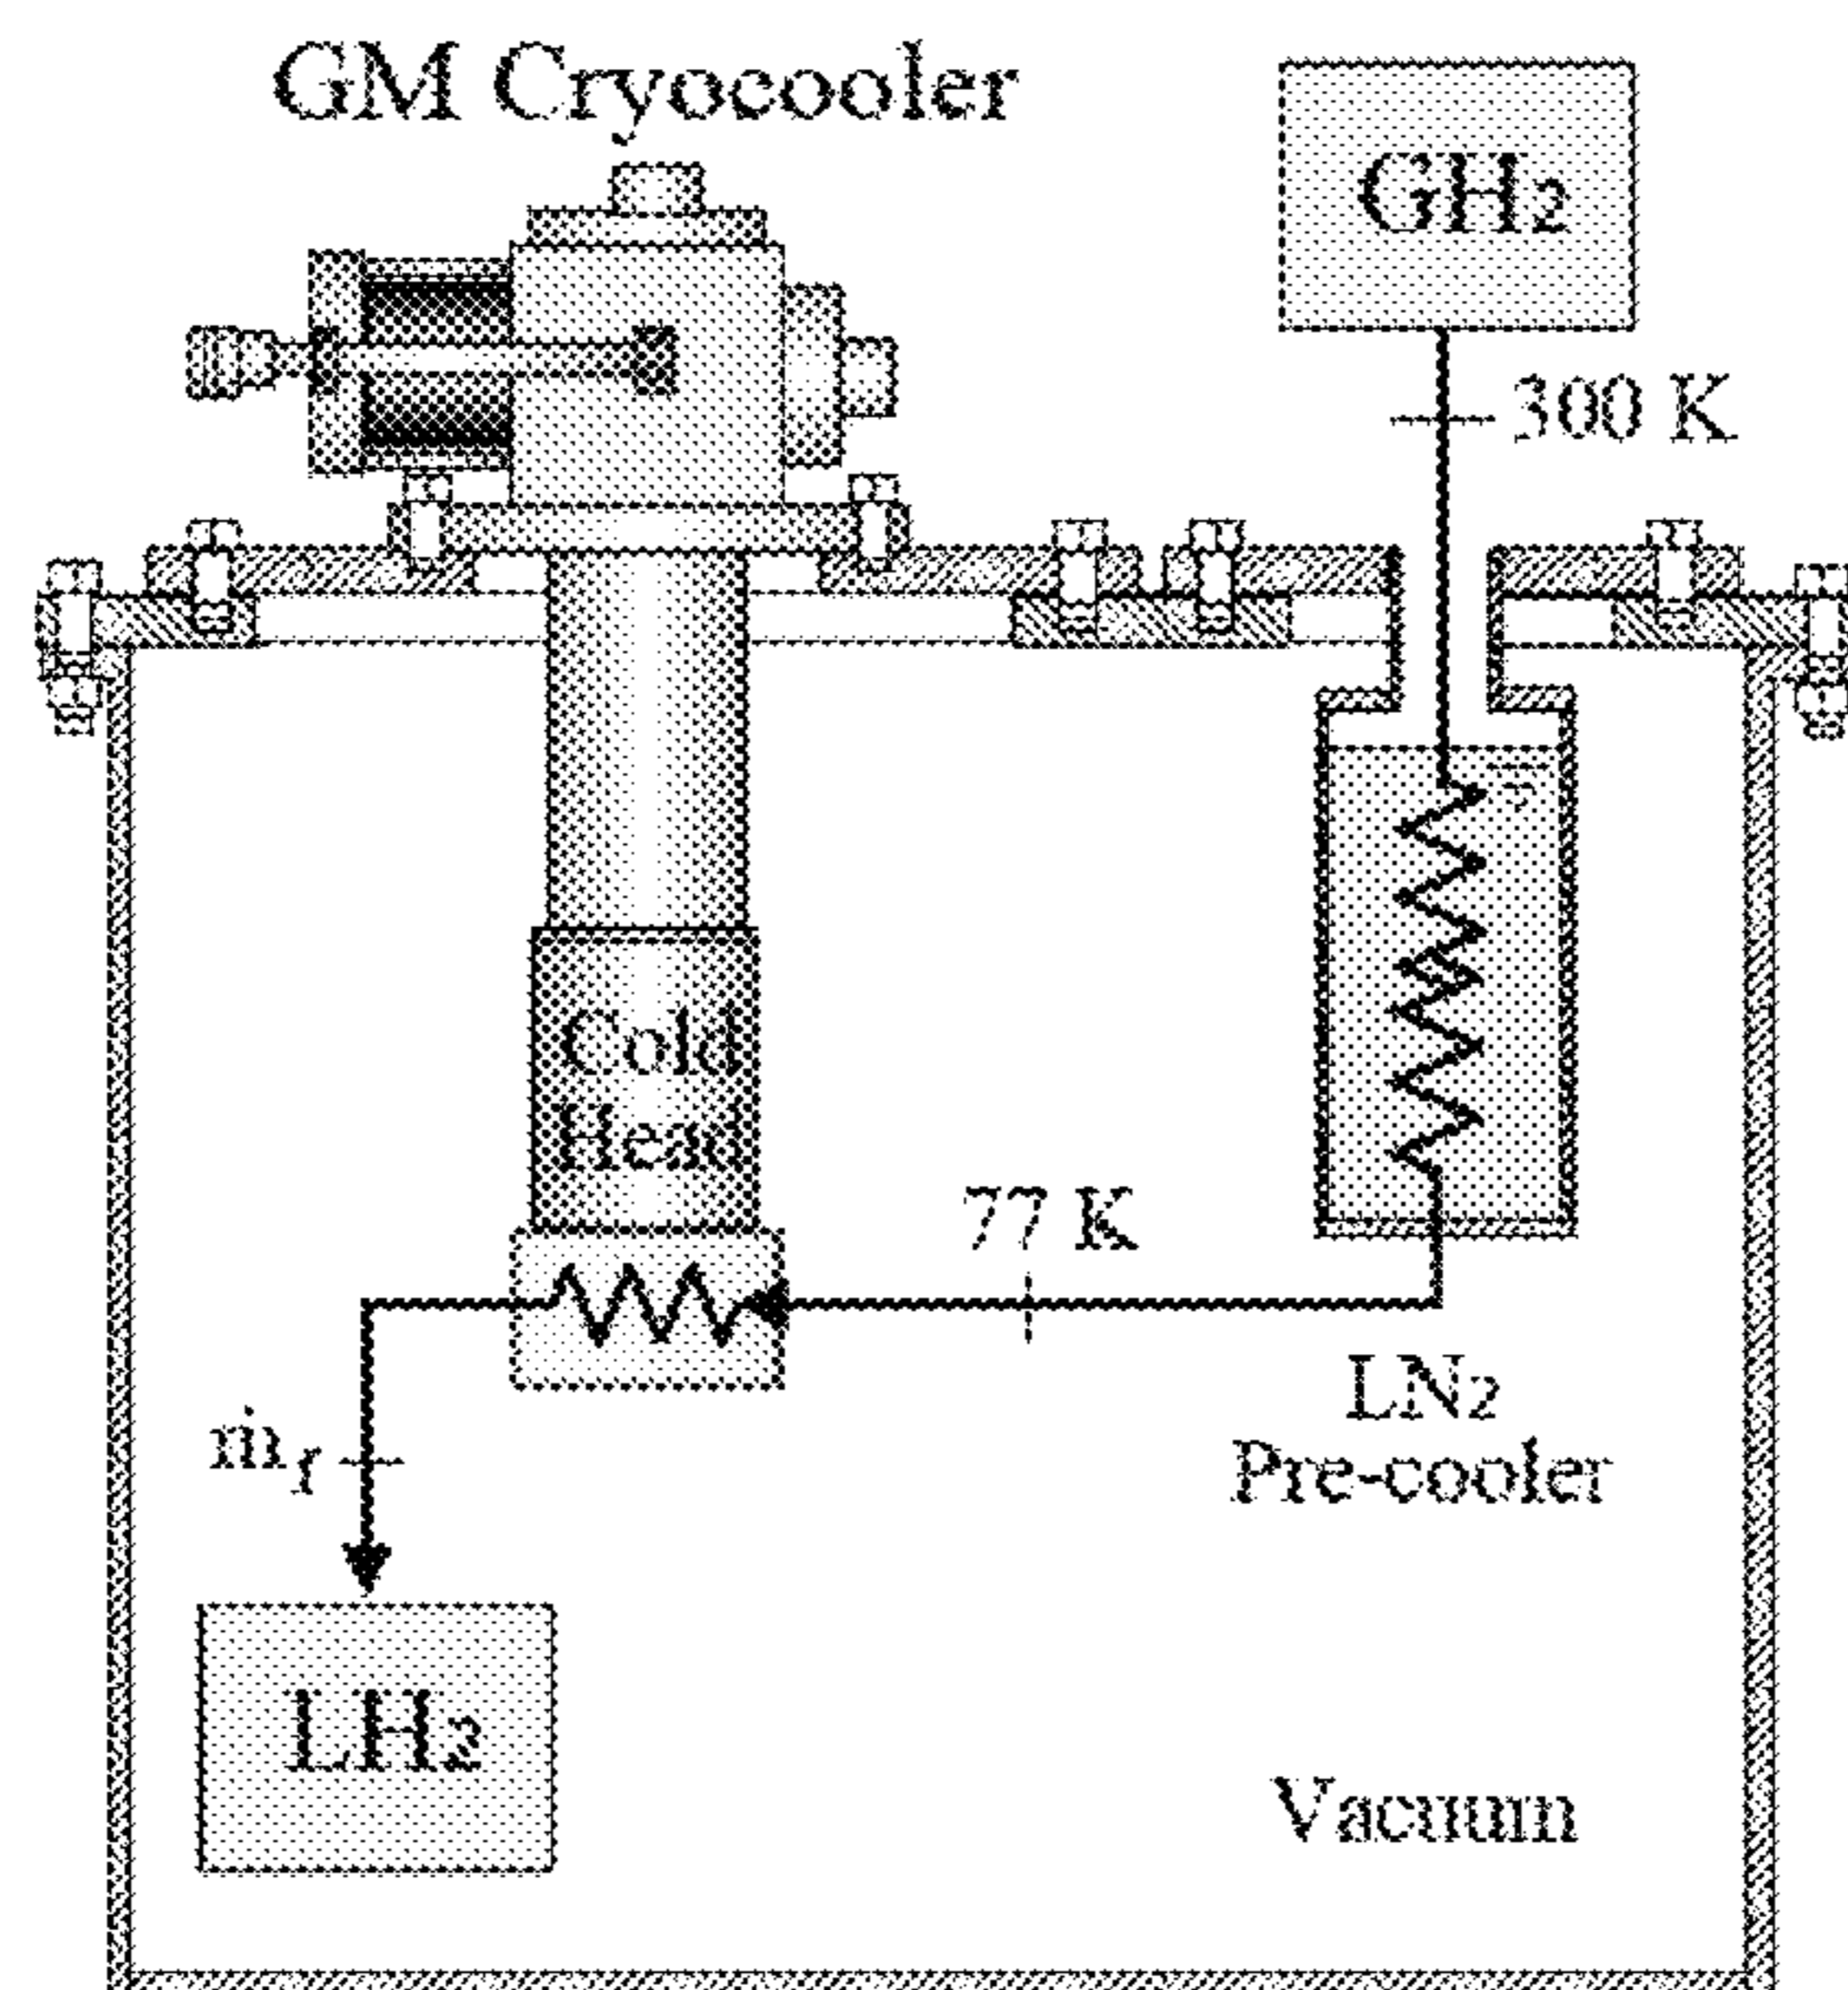 GM Cryocooler
GH2
300 K
Cold
Head
77 K
LN2
Pre-cooler
ṁf
LH2
Vacuum